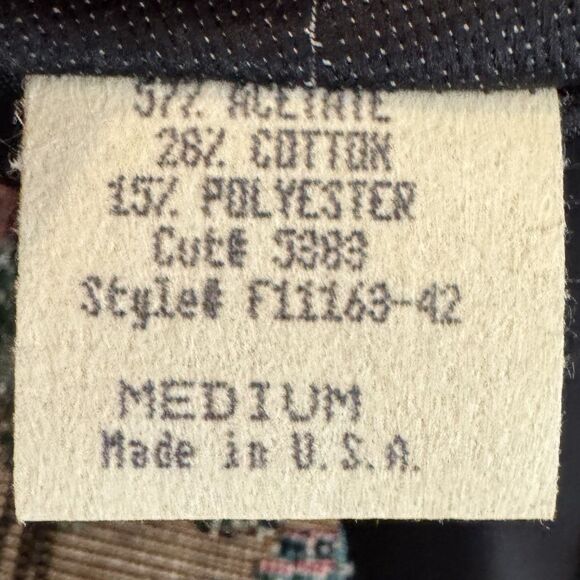 57% ACETATE
28% COTTON
15% POLYESTER
Cut# 5383
Style# F11163-42
MEDIUM
Made in U.S.A.